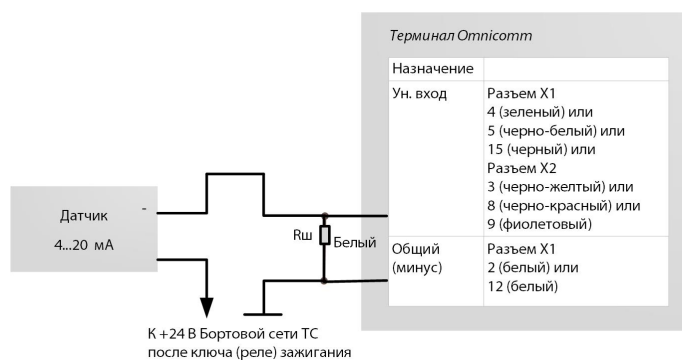 Терминал Omnicomm
Назначение
Ун. вход
Разъем X1
4 (зеленый) или
5 (черно-белый) или
15 (черный) или
Разъем X2
3 (черно-желтый) или
8 (черно-красный) или
9 (фиолетовый)
Общий
(минус)
Разъем X1
2 (белый) или
12 (белый)
Датчик
4...20 мА
-
Rш
Белый
К +24 В Бортовой сети ТС
после ключа (реле) зажигания